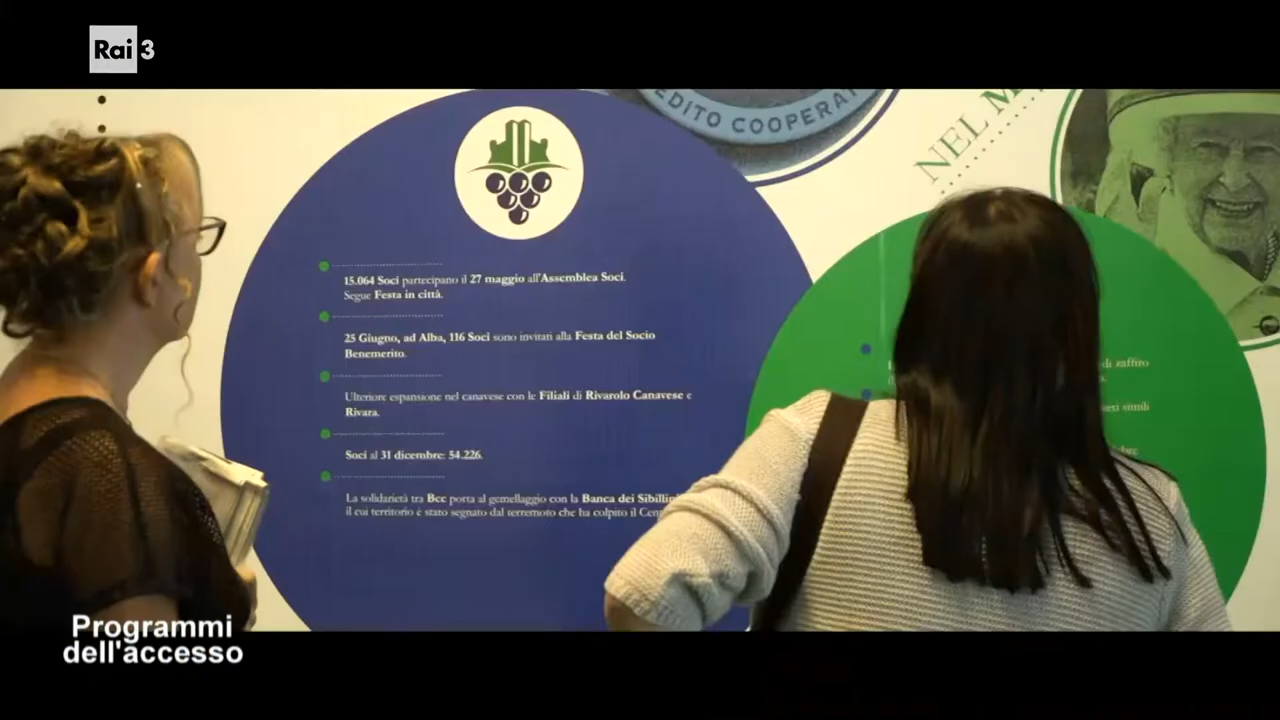 Rai 3
EDITO COOPERA
NEL M
15.064 Soci partecipano il 27 maggio all'Assemblea Soci.
Segue Festa in città.
25 Giugno, ad Alba, 116 Soci sono invitati alla Festa del Socio
Benemerito.
Ulteriore espansione nel canavese con le Filiali di Rivarolo Canavese e
Rivara.
Soci al 31 dicembre: 54.226.
La solidarietà tra Bcc porta al gemellaggio con la Banca dei Sibillini
il cui territorio è stato segnato dal terremoto che ha colpito il Cen
di zaffiro
simili
Programmi
dell'accesso